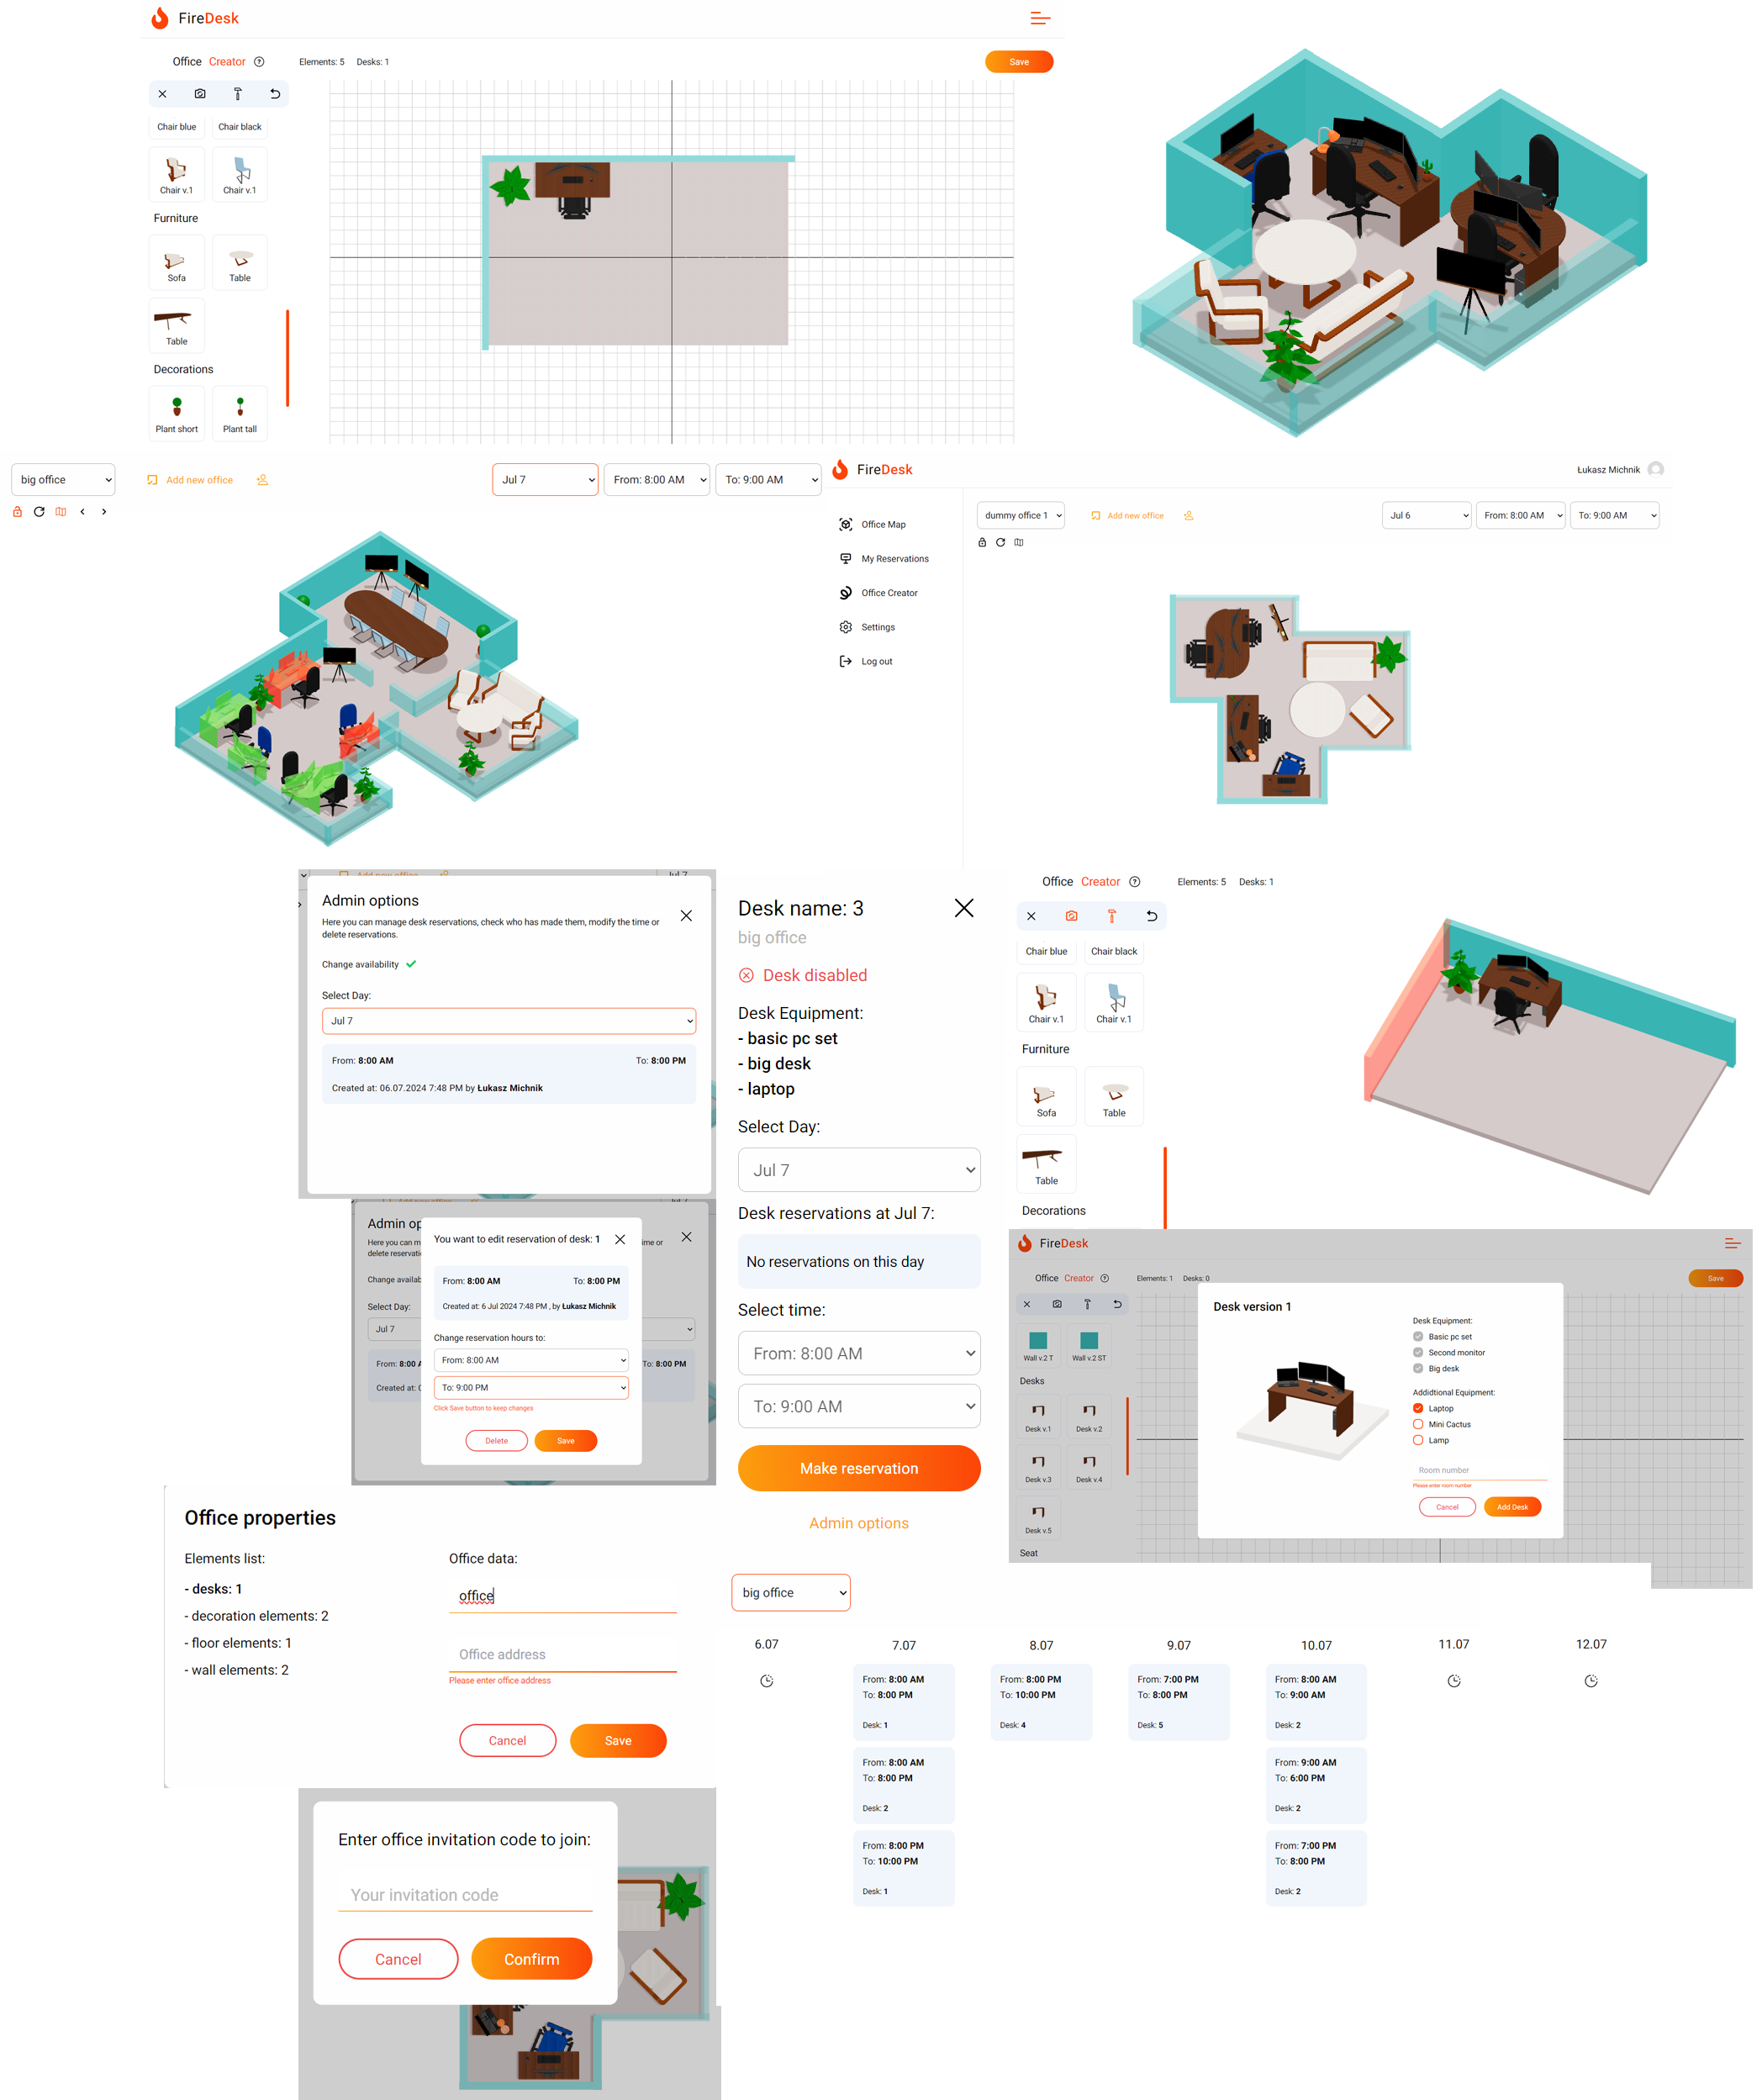 FireDesk
Office Creator
Elements: 5 Desks: 1
Save
Chair blue Chair black
Chair v.1 Chair v.1
Furniture
Sofa Table
Table
Decorations
Plant short Plant tall
big office
Add new office
Jul 7
From: 8:00 AM
To: 9:00 AM
FireDesk
Łukasz Michnik
Office Map
My Reservations
Office Creator
Settings
Log out
dummy office 1
Add new office
Jul 6
From: 8:00 AM
To: 9:00 AM
Add new office
Jul 7
Admin options
Here you can manage desk reservations, check who has made them, modify the time or
delete reservations.
Change availability
Select Day:
Jul 7
From: 8:00 AM To: 8:00 PM
Created at: 06.07.2024 7:48 PM by Łukasz Michnik
Desk name: 3
big office
Desk disabled
Desk Equipment:
- basic pc set
- big desk
- laptop
Select Day:
Jul 7
Desk reservations at Jul 7:
No reservations on this day
Select time:
From: 8:00 AM
To: 9:00 AM
Make reservation
Admin options
Office Creator
Elements: 5 Desks: 1
Chair blue Chair black
Chair v.1 Chair v.1
Furniture
Sofa Table
Table
Decorations
Admin op
Here you can m
ime or
delete reservati
Change availab
Select Day:
Jul 7
From: 8:00 A
To: 8:00 PM
Created at: 0
You want to edit reservation of desk: 1
From: 8:00 AM To: 8:00 PM
Created at: 6 Jul 2024 7:48 PM , by Łukasz Michnik
Change reservation hours to:
From: 8:00 AM
To: 9:00 PM
Click Save button to keep changes
Delete Save
FireDesk
Office Creator
Elements: 1 Desks: 0
Save
Wall v.2 T Wall v.2 ST
Desks
Desk v.1 Desk v.2
Desk v.3 Desk v.4
Desk v.5
Seat
Desk version 1
Desk Equipment:
Basic pc set
Second monitor
Big desk
Addidtional Equipment:
Laptop
Mini Cactus
Lamp
Room number
Please enter room number
Cancel Add Desk
Office properties
Elements list:
- desks: 1
- decoration elements: 2
- floor elements: 1
- wall elements: 2
Office data:
office
Office address
Please enter office address
Cancel Save
big office
6.07 7.07 8.07 9.07 10.07 11.07 12.07
From: 8:00 AM
To: 8:00 PM
Desk: 1
From: 8:00 AM
To: 8:00 PM
Desk: 2
From: 8:00 PM
To: 10:00 PM
Desk: 1
From: 8:00 PM
To: 10:00 PM
Desk: 4
From: 7:00 PM
To: 8:00 PM
Desk: 5
From: 8:00 AM
To: 9:00 AM
Desk: 2
From: 9:00 AM
To: 6:00 PM
Desk: 2
From: 7:00 PM
To: 8:00 PM
Desk: 2
Enter office invitation code to join:
Your invitation code
Cancel Confirm